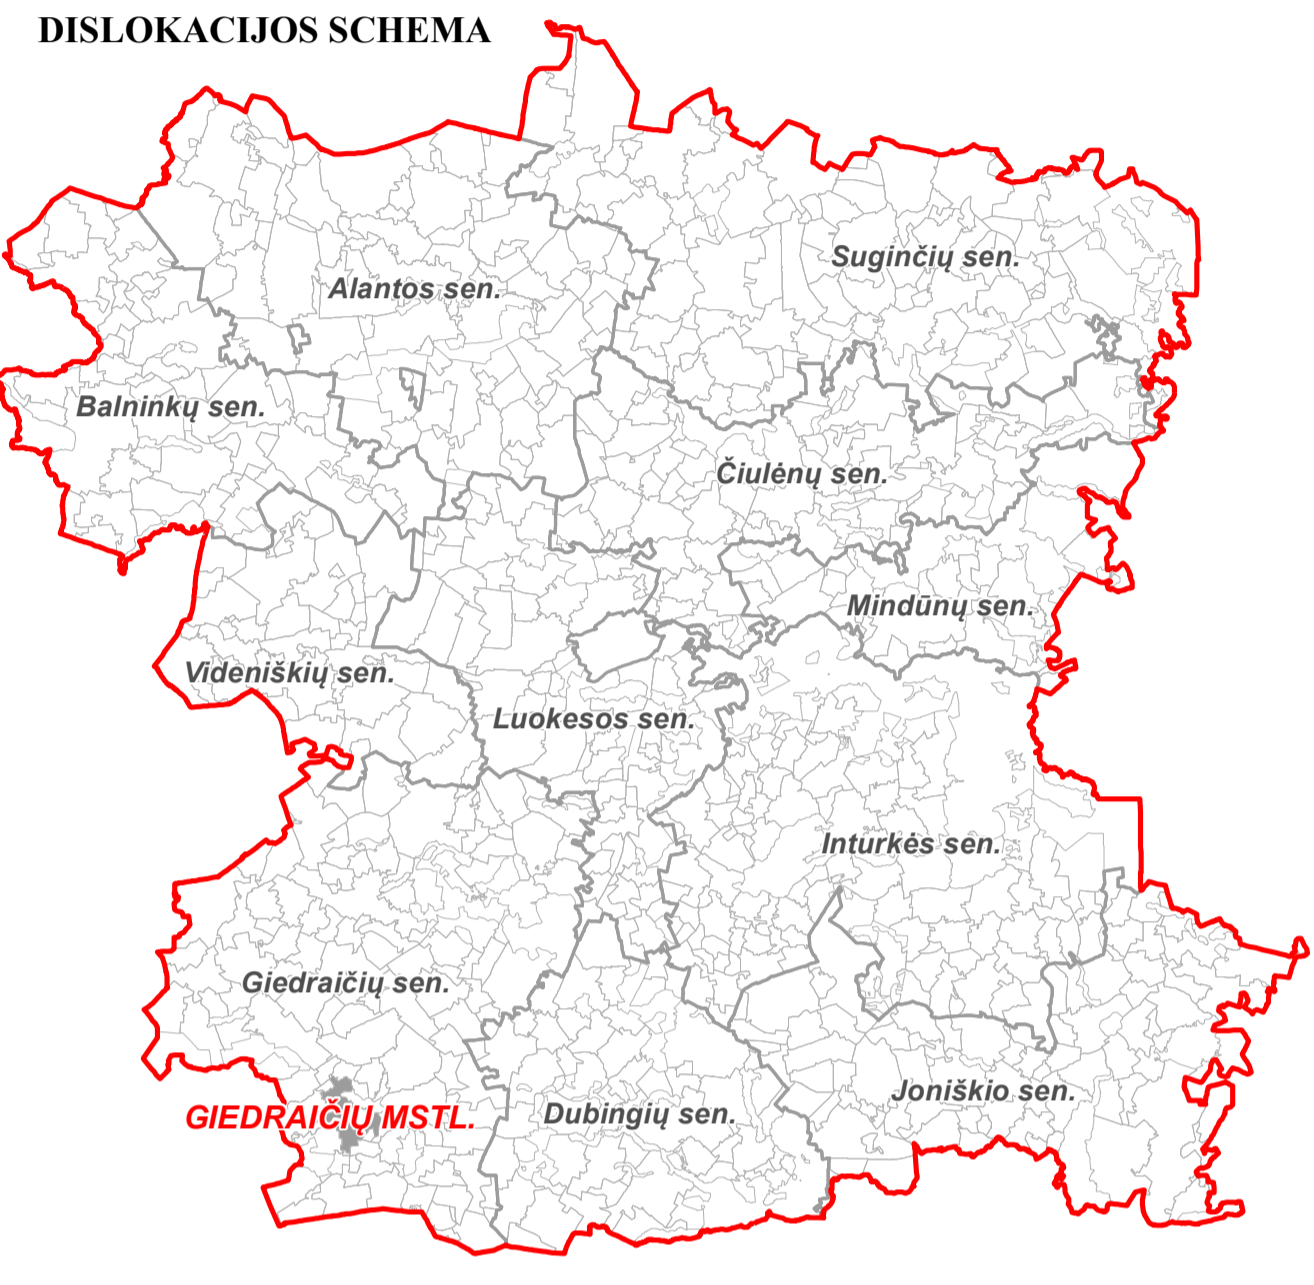 DISLOKACIJOS SCHEMA
Suginčių sen.
Alantos sen.
Balninkų sen.
Čiulėnų sen.
Mindūnų sen.
Videniškių sen.
Luokesos sen.
Inturkės sen.
Giedraičių sen.
Joniškio sen.
GIEDRAIČIŲ MSTL.
Dubingių sen.